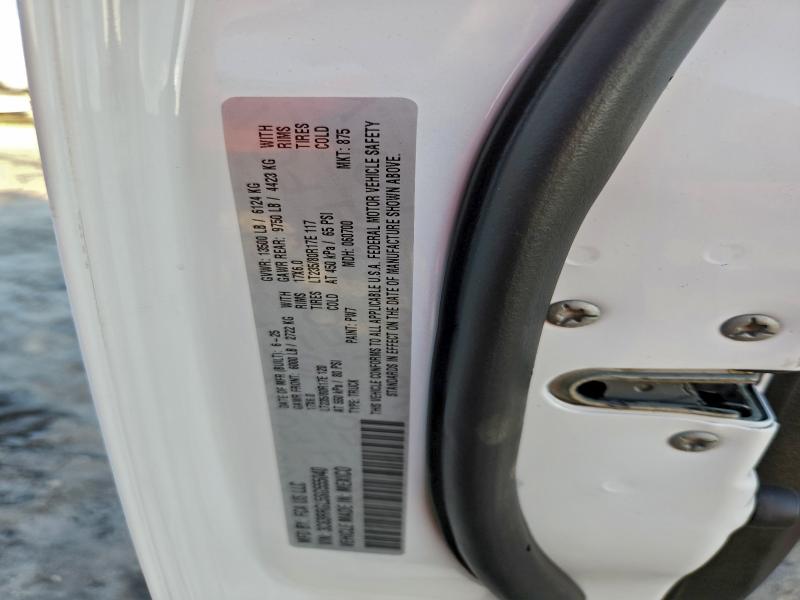 MFD BY: FCA US LLC
DATE OF MFR (BUILT): 6-25
GVWR: 13500 LB / 6124 KG
GAWR FRONT: 6000 LB / 2722 KG WITH
GAWR REAR: 9750 LB / 4423 KG WITH
17X6.0 RIMS
17X6.0 RIMS
LT235/80R17E 120 TIRES
LT235/80R17E 117 TIRES
AT 550 kPa / 80 PSI COLD
AT 450 kPa / 65 PSI COLD
VIN:
TYPE: TRUCK
MDH: 060700
MKT: 875
VEHICLE MADE IN: MEXICO
PAINT: PW7
THIS VEHICLE CONFORMS TO ALL APPLICABLE U.S.A. FEDERAL MOTOR VEHICLE SAFETY
STANDARDS IN EFFECT ON THE DATE OF MANUFACTURE SHOWN ABOVE.